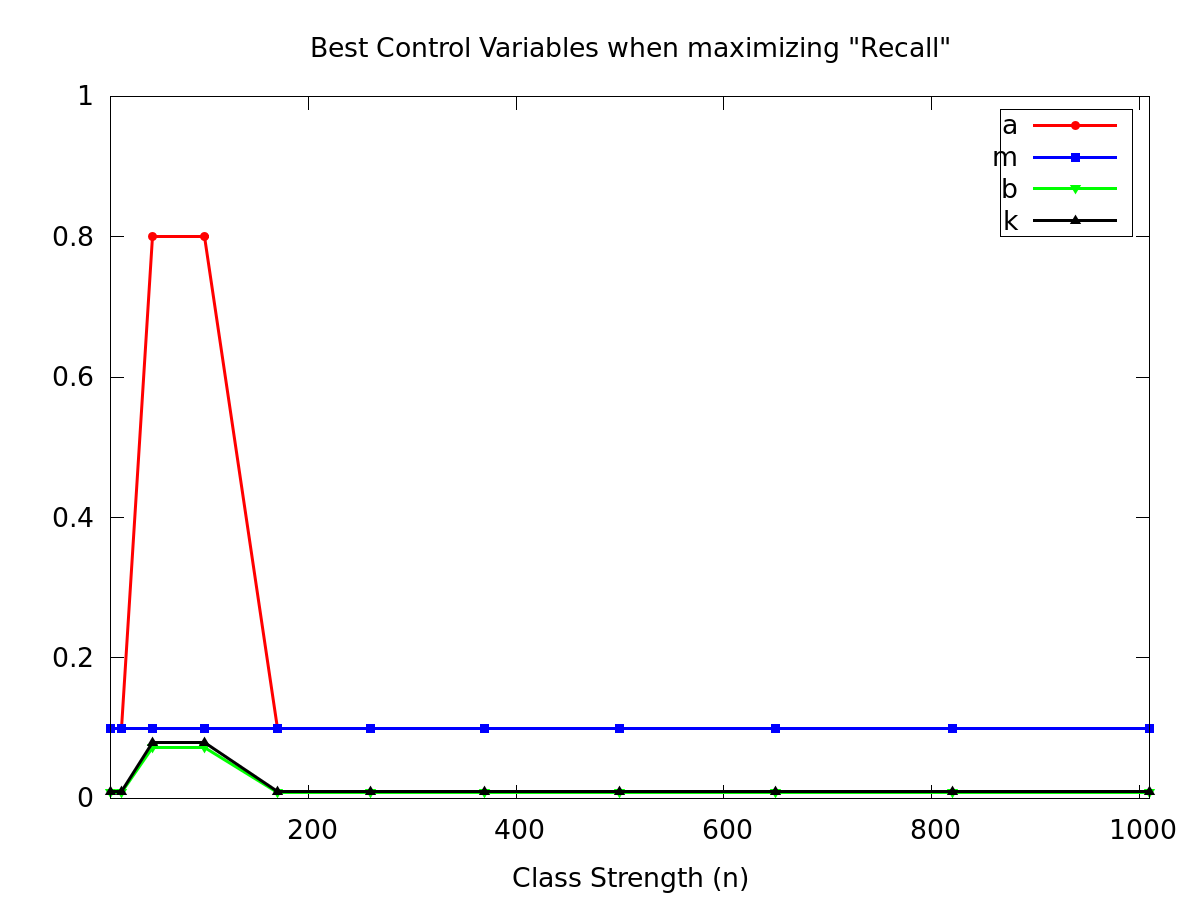 Best Control Variables when maximizing "Recall"
1
a
m
b
k
0.8
0.6
0.4
0.2
0
200 400 600 800 1000
Class Strength (n)